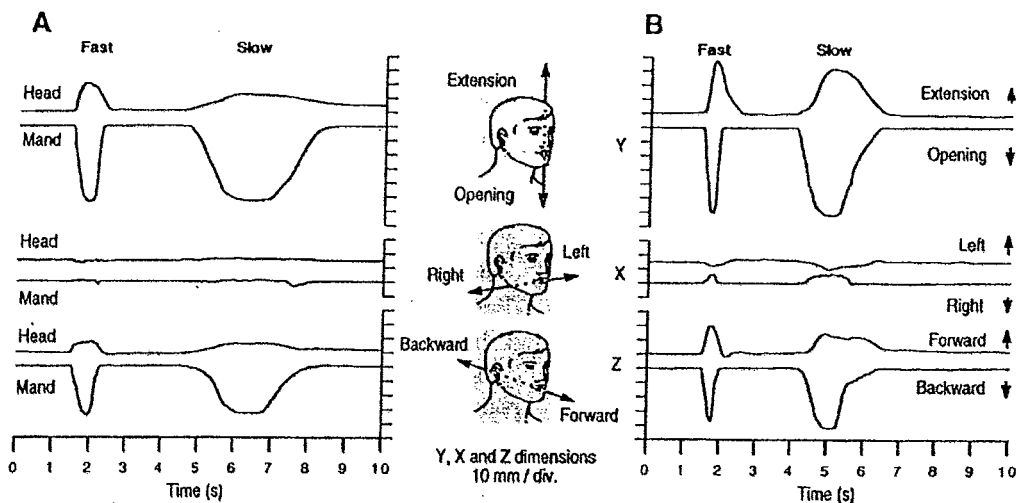 A
Fast
Slow
Head
Mand
Head
Mand
Head
Mand
0 1 2 3 4 5 6 7 8 9 10
Time (s)
Extension
Opening
Left
Right
Backward
Forward
Y, X and Z dimensions
10 mm / div.
B
Fast
Slow
Y
Extension
Opening
X
Left
Right
Z
Forward
Backward
0 1 2 3 4 5 6 7 8 9 10
Time (s)